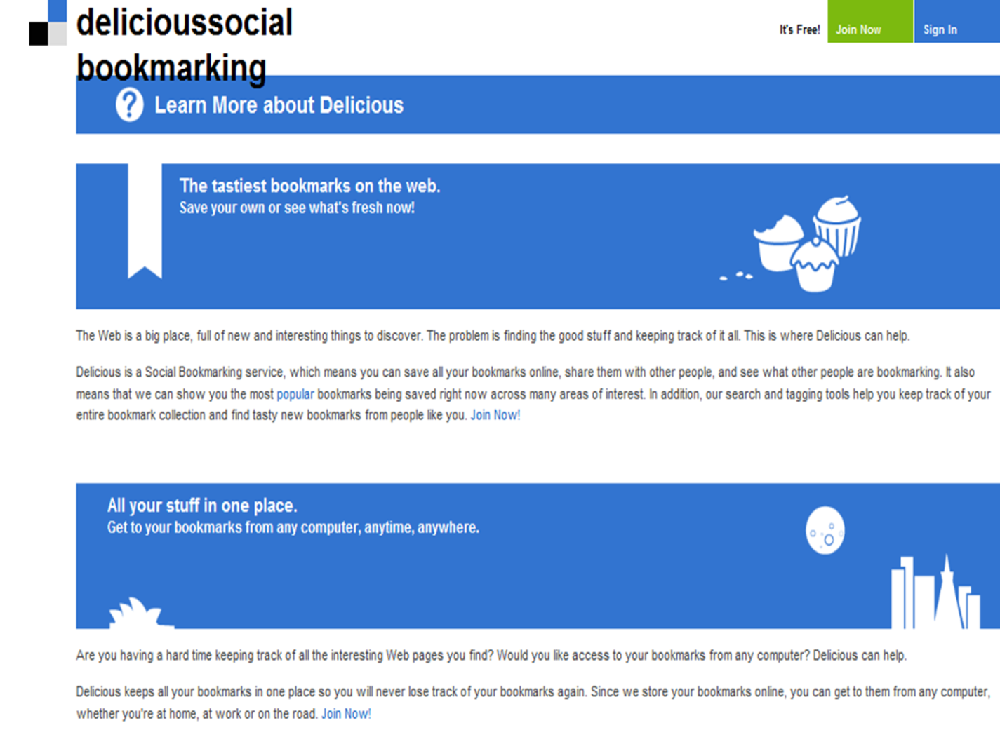 delicioussocial
bookmarking
It's Free!
Join Now
Sign In
? Learn More about Delicious
The tastiest bookmarks on the web.
Save your own or see what's fresh now!
The Web is a big place, full of new and interesting things to discover. The problem is finding the good stuff and keeping track of it all. This is where Delicious can help.
Delicious is a Social Bookmarking service, which means you can save all your bookmarks online, share them with other people, and see what other people are bookmarking. It also
means that we can show you the most popular bookmarks being saved right now across many areas of interest. In addition, our search and tagging tools help you keep track of your
entire bookmark collection and find tasty new bookmarks from people like you. Join Now!
All your stuff in one place.
Get to your bookmarks from any computer, anytime, anywhere.
Are you having a hard time keeping track of all the interesting Web pages you find? Would you like access to your bookmarks from any computer? Delicious can help.
Delicious keeps all your bookmarks in one place so you will never lose track of your bookmarks again. Since we store your bookmarks online, you can get to them from any computer,
whether you're at home, at work or on the road. Join Now!